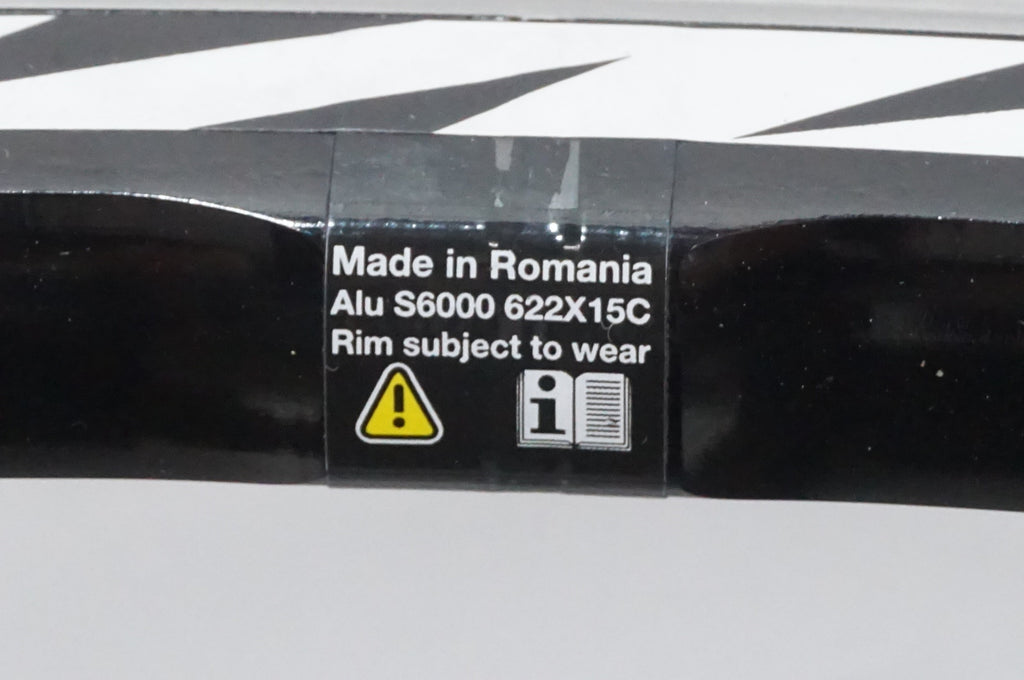 Made in Romania
Alu S6000 622X15C
Rim subject to wear